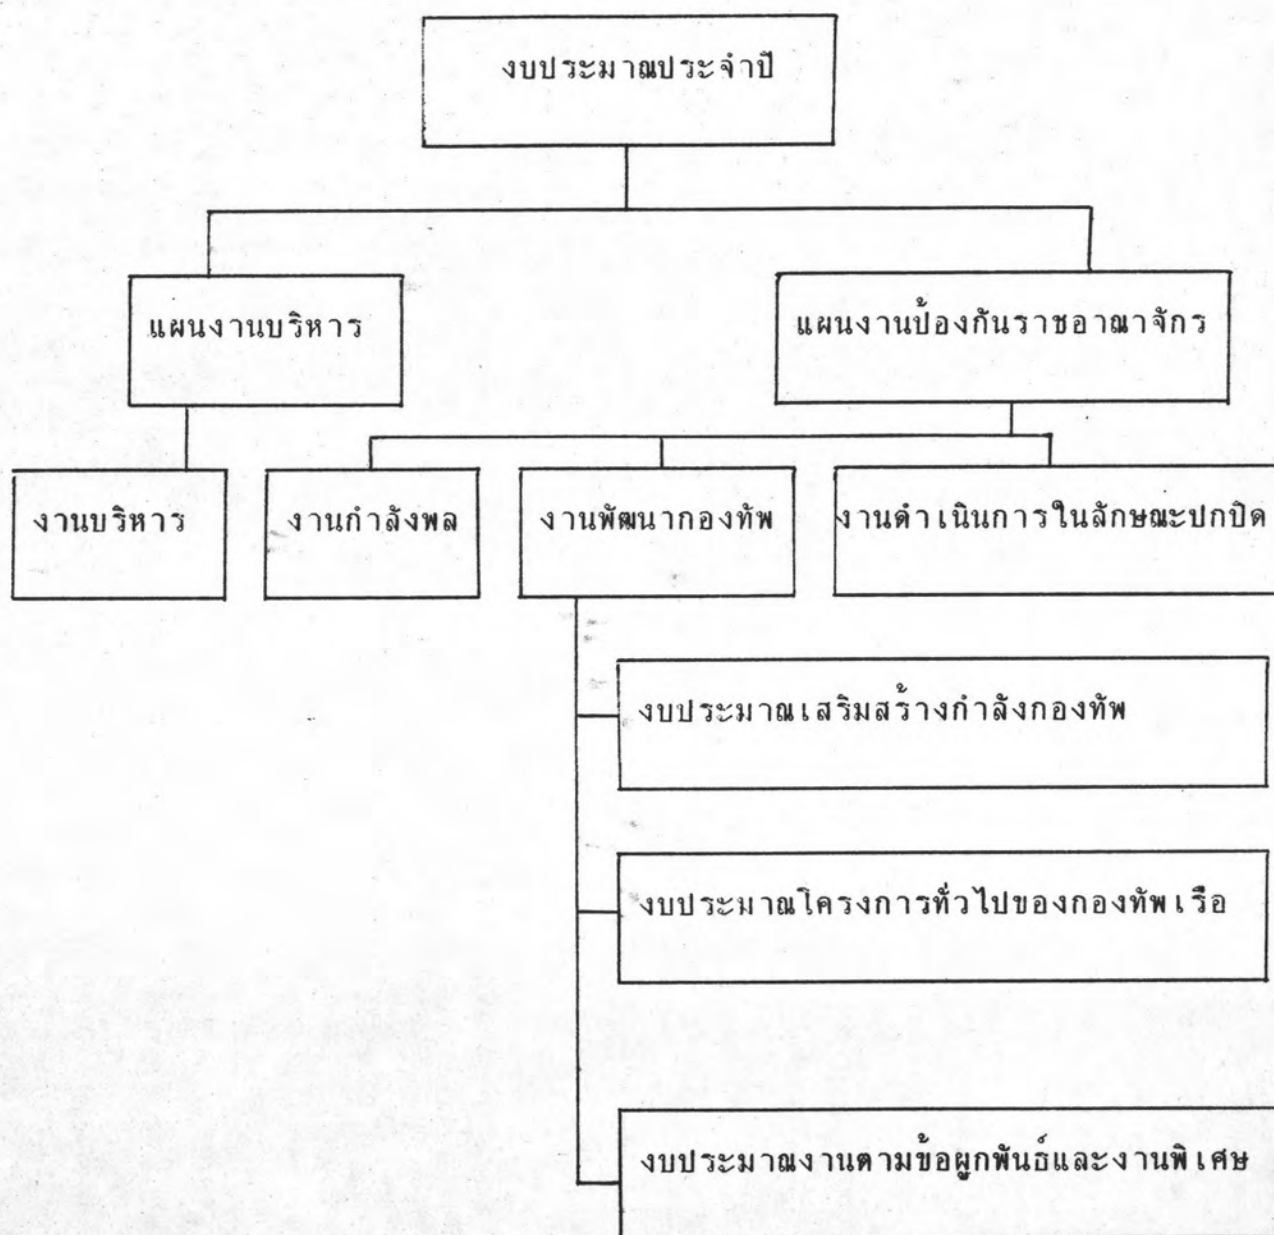 งบประมาณประจำปี
แผนงานบริหาร
แผนงานป้องกันราชอาณาจักร
งานบริหาร
งานกำลังพล
งานพัฒนากองทัพ
งานดำเนินการในลักษณะปกปิด
งบประมาณเสริมสร้างกำลังกองทัพ
งบประมาณโครงการทั่วไปของกองทัพเรือ
งบประมาณงานตามข้อผูกพันธ์และงานพิเศษ